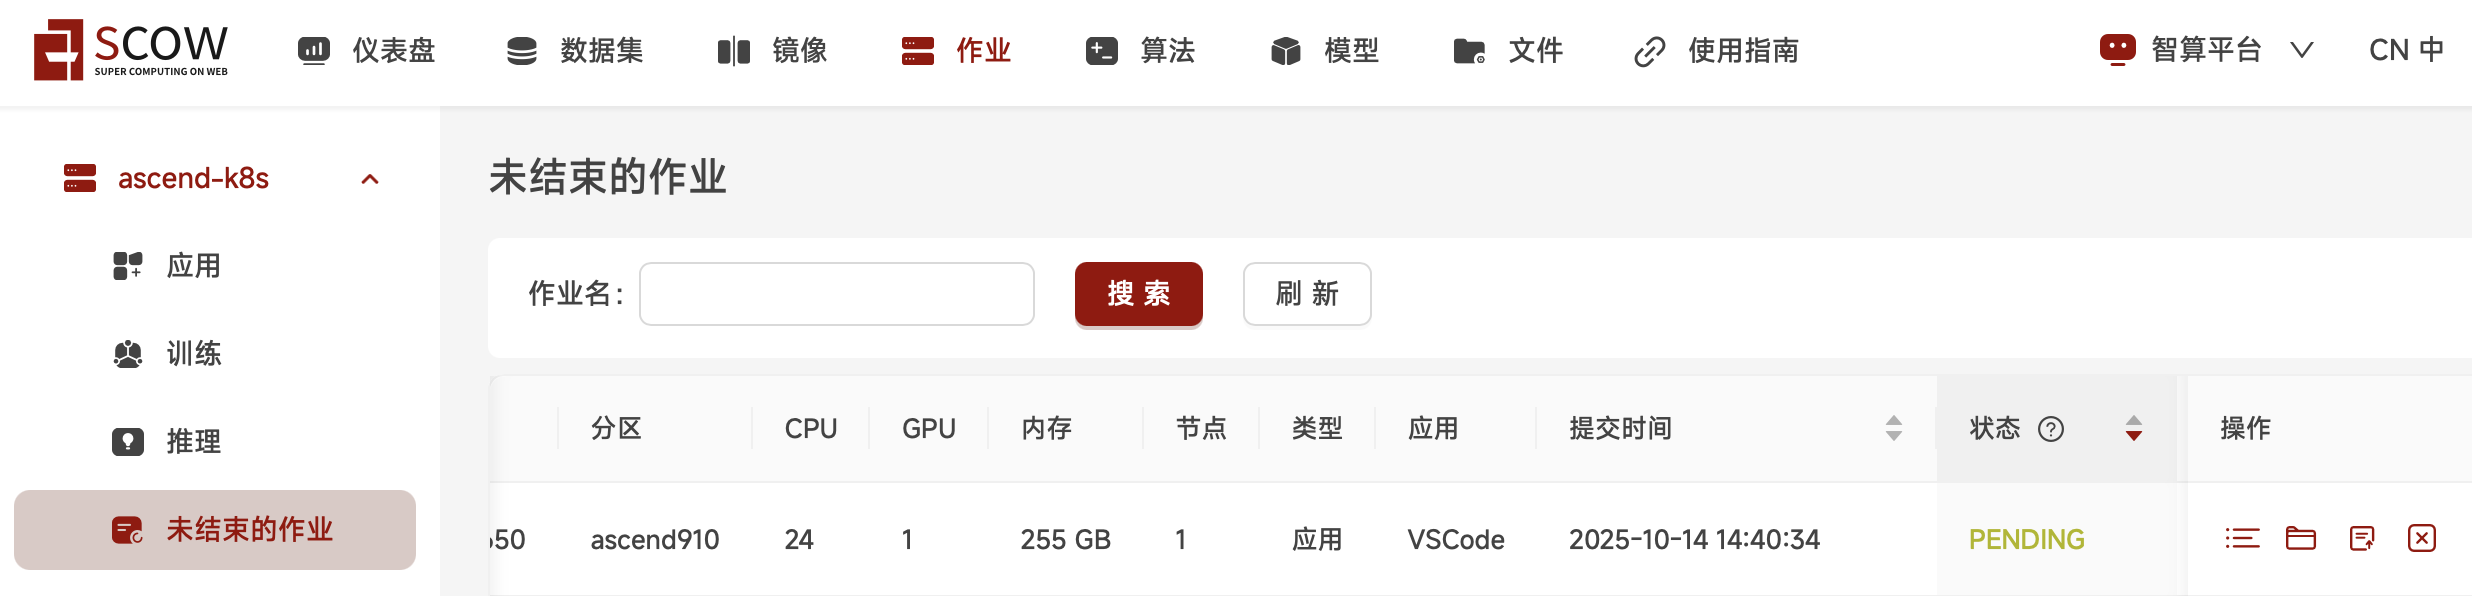 SCOW
SUPER COMPUTING ON WEB
仪表盘 数据集 镜像 作业 算法 模型 文件 使用指南 智算平台 CN 中
ascend-k8s
应用
训练
推理
未结束的作业
未结束的作业
作业名: 搜 索 刷 新
分区 CPU GPU 内存 节点 类型 应用 提交时间 状态 操作
50 ascend910 24 1 255 GB 1 应用 VSCode 2025-10-14 14:40:34 PENDING